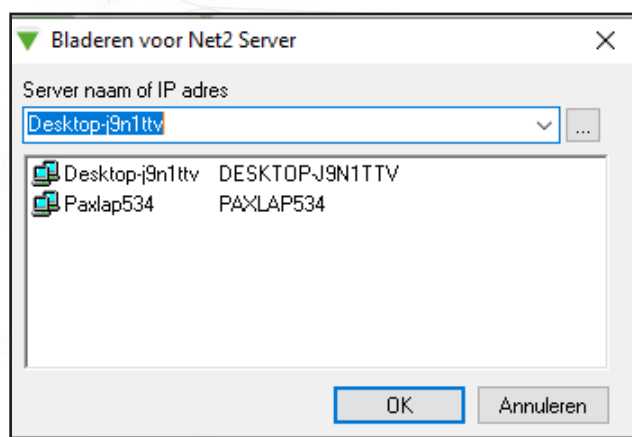 Bladeren voor Net2 Server
Server naam of IP adres
Desktop-j9n1ttv
...
Desktop-j9n1ttv DESKTOP-J9N1TTV
Paxlap534 PAXLAP534
OK Annuleren